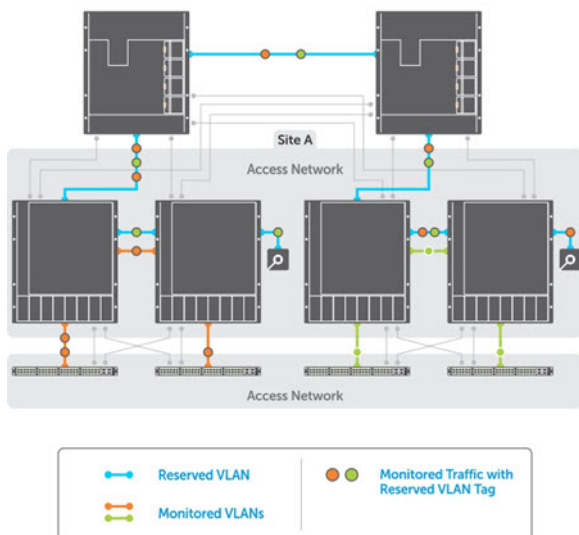 Site A
Access Network
Access Network
Reserved VLAN
Monitored VLANs
Monitored Traffic with
Reserved VLAN Tag